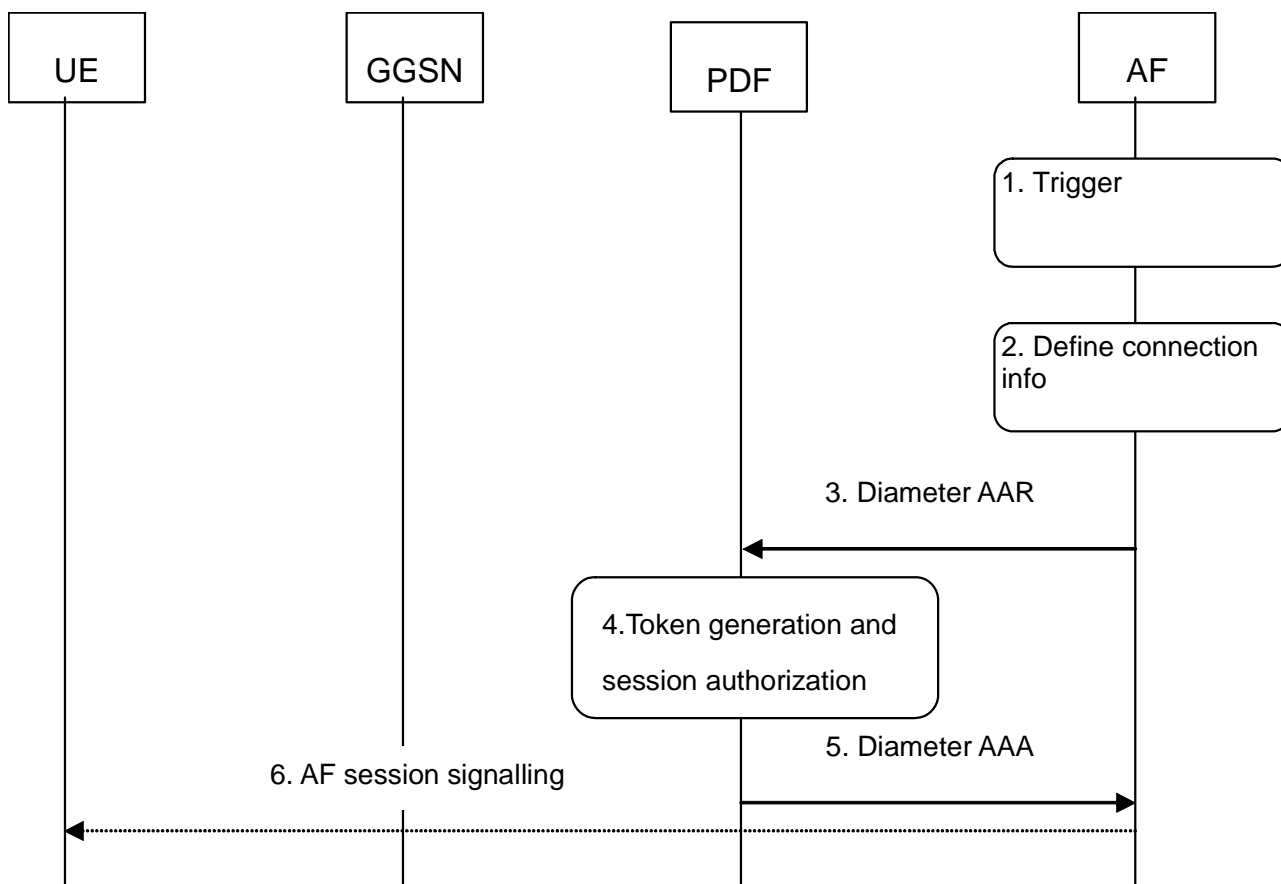 UE
GGSN
PDF
AF
1. Trigger
2. Define connection
info
3. Diameter AAR
4.Token generation and
session authorization
5. Diameter AAA
6. AF session signalling